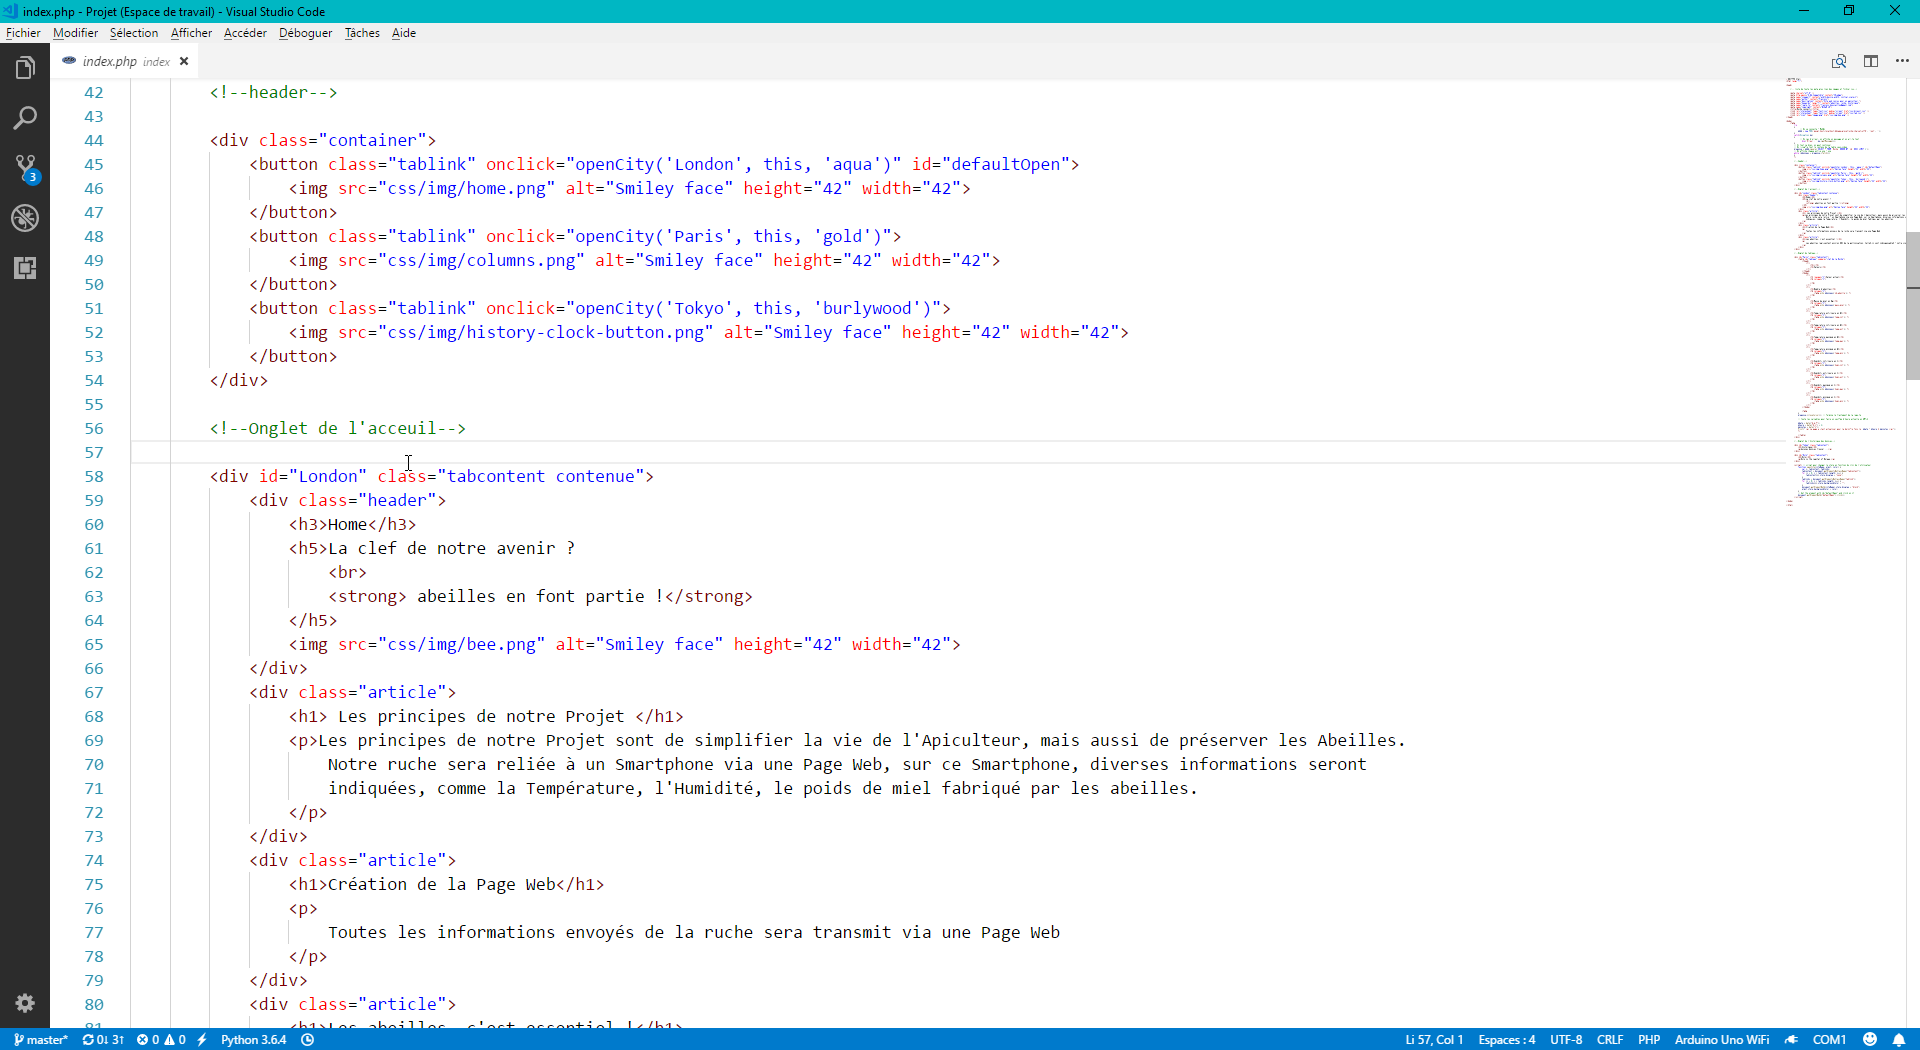 index.php - Projet (Espace de travail) - Visual Studio Code
Fichier Modifier Sélection Afficher Accéder Déboguer Tâches Aide
index.php index
42 <!--header-->
43
44 <div class="container">
45 <button class="tablink" onclick="openCity('London', this, 'aqua')" id="defaultOpen">
46 <img src="css/img/home.png" alt="Smiley face" height="42" width="42">
47 </button>
48 <button class="tablink" onclick="openCity('Paris', this, 'gold')">
49 <img src="css/img/columns.png" alt="Smiley face" height="42" width="42">
50 </button>
51 <button class="tablink" onclick="openCity('Tokyo', this, 'burlywood')">
52 <img src="css/img/history-clock-button.png" alt="Smiley face" height="42" width="42">
53 </button>
54 </div>
55
56 <!--Onglet de l'acceuil-->
57
58 <div id="London" class="tabcontent contenue">
59 <div class="header">
60 <h3>Home</h3>
61 <h5>La clef de notre avenir ?
62 <br>
63 <strong> abeilles en font partie !</strong>
64 </h5>
65 <img src="css/img/bee.png" alt="Smiley face" height="42" width="42">
66 </div>
67 <div class="article">
68 <h1> Les principes de notre Projet </h1>
69 <p>Les principes de notre Projet sont de simplifier la vie de l'Apiculteur, mais aussi de préserver les Abeilles.
70 Notre ruche sera reliée à un Smartphone via une Page Web, sur ce Smartphone, diverses informations seront
71 indiquées, comme la Température, l'Humidité, le poids de miel fabriqué par les abeilles.
72 </p>
73 </div>
74 <div class="article">
75 <h1>Création de la Page Web</h1>
76 <p>
77 Toutes les informations envoyés de la ruche sera transmit via une Page Web
78 </p>
79 </div>
80 <div class="article">
81 <h1>Les abeilles, c'est essentiel !</h1>
3
master* 0↓ 3↑ 0 0 Python 3.6.4 Li 57, Col 1 Espaces : 4 UTF-8 CRLF PHP Arduino Uno WiFi COM1